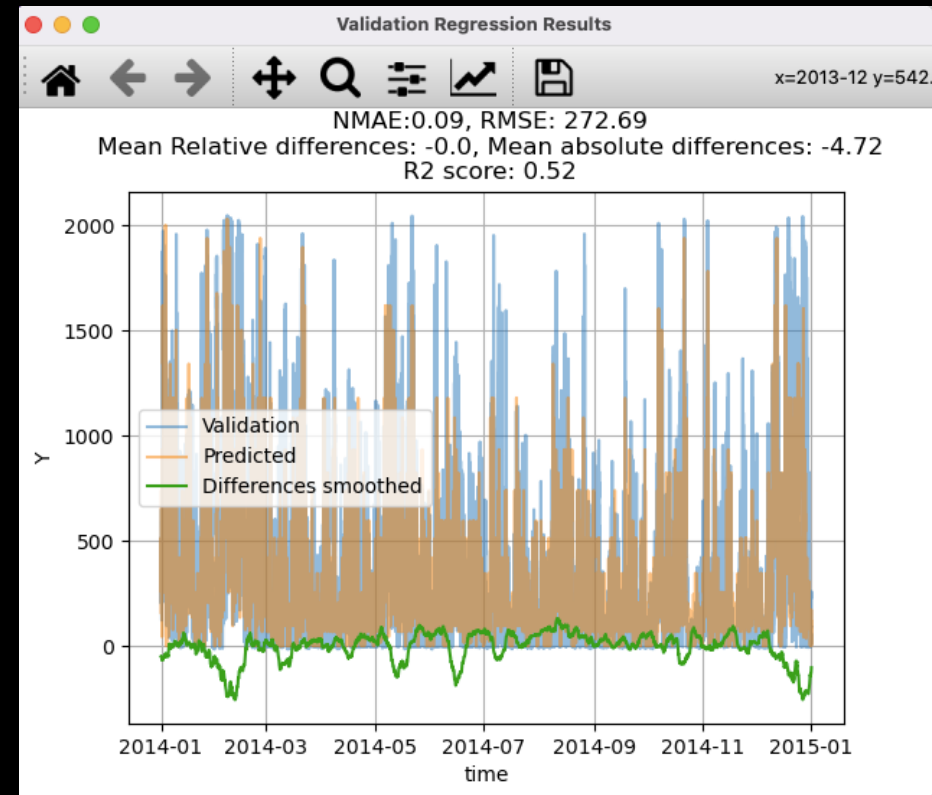 Validation Regression Results
x=2013-12 y=542.
NMAE:0.09, RMSE: 272.69
Mean Relative differences: -0.0, Mean absolute differences: -4.72
R2 score: 0.52
2000
1500
1000
500
0
Y
Validation
Predicted
Differences smoothed
2014-01 2014-03 2014-05 2014-07 2014-09 2014-11 2015-01
time